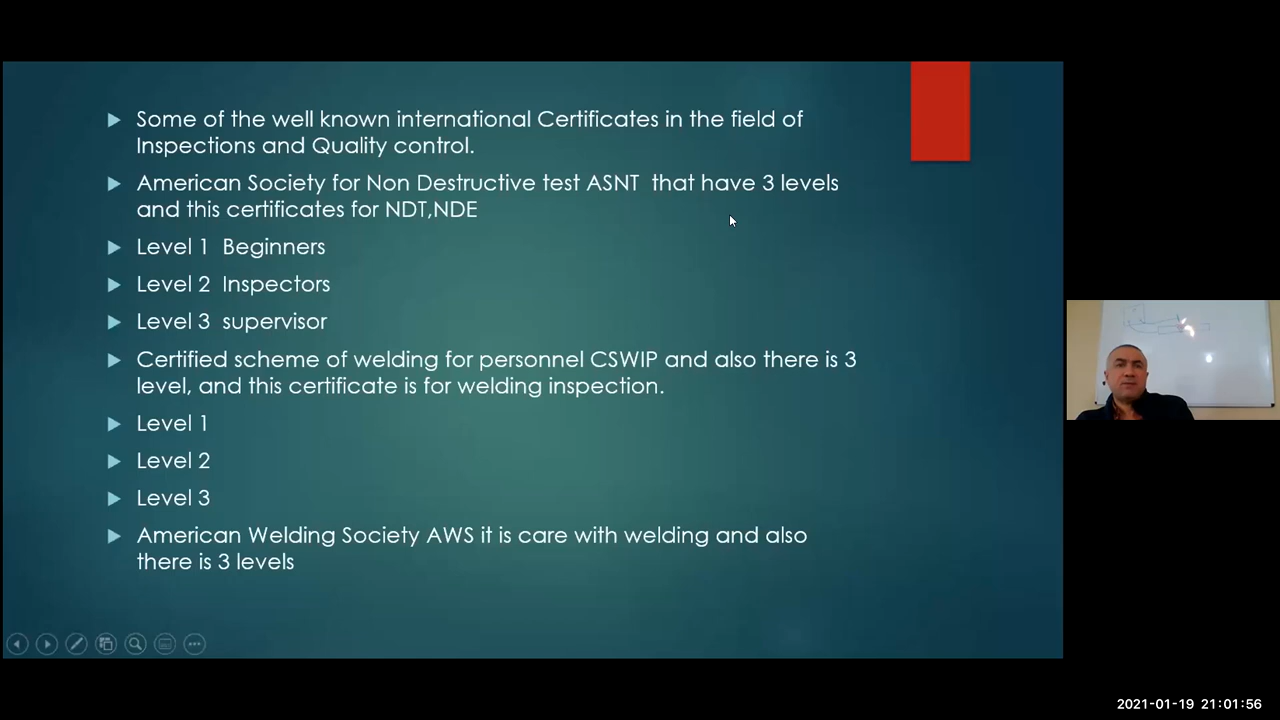 Some of the well known international Certificates in the field of
Inspections and Quality control.
American Society for Non Destructive test ASNT  that have 3 levels
and this certificates for NDT,NDE
Level 1  Beginners
Level 2  Inspectors
Level 3  supervisor
Certified scheme of welding for personnel CSWIP and also there is 3
level, and this certificate is for welding inspection.
Level 1
Level 2
Level 3
American Welding Society AWS it is care with welding and also
there is 3 levels
2021-01-19 21:01:56